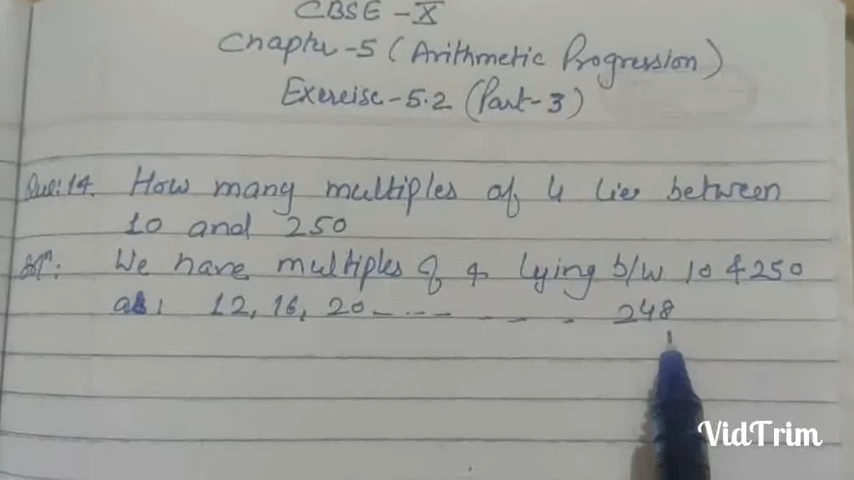 CBSE - X
Chapter - 5 (Arithmetic Progression)
Exercise - 5.2 (Part - 3)
Que: 14. How many multiples of 4 lies between
10 and 250
Solⁿ: We have multiples of 4 lying b/w 10 & 250
as: 12, 16, 20 - - - - - - - 248
VidTrim